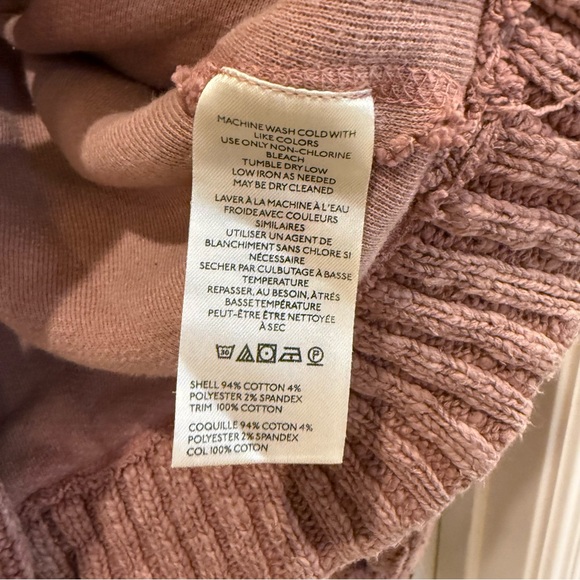 MACHINE WASH COLD WITH
LIKE COLORS
USE ONLY NON-CHLORINE
BLEACH
TUMBLE DRY LOW
LOW IRON AS NEEDED
MAY BE DRY CLEANED
LAVER À LA MACHINE À L'EAU
FROIDE AVEC COULEURS
SIMILAIRES
UTILISER UN AGENT DE
BLANCHIMENT SANS CHLORE SI
NÉCESSAIRE
SECHER PAR CULBUTAGE À BASSE
TEMPERATURE
REPASSER, AU BESOIN, À TRÉS
BASSE TEMPÉRATURE
PEUT-ÊTRE ÊTRE NETTOYÉE
À SEC
30 P
SHELL 94% COTTON 4%
POLYESTER 2% SPANDEX
TRIM 100% COTTON
COQUILLE 94% COTON 4%
POLYESTER 2% SPANDEX
COL 100% COTON